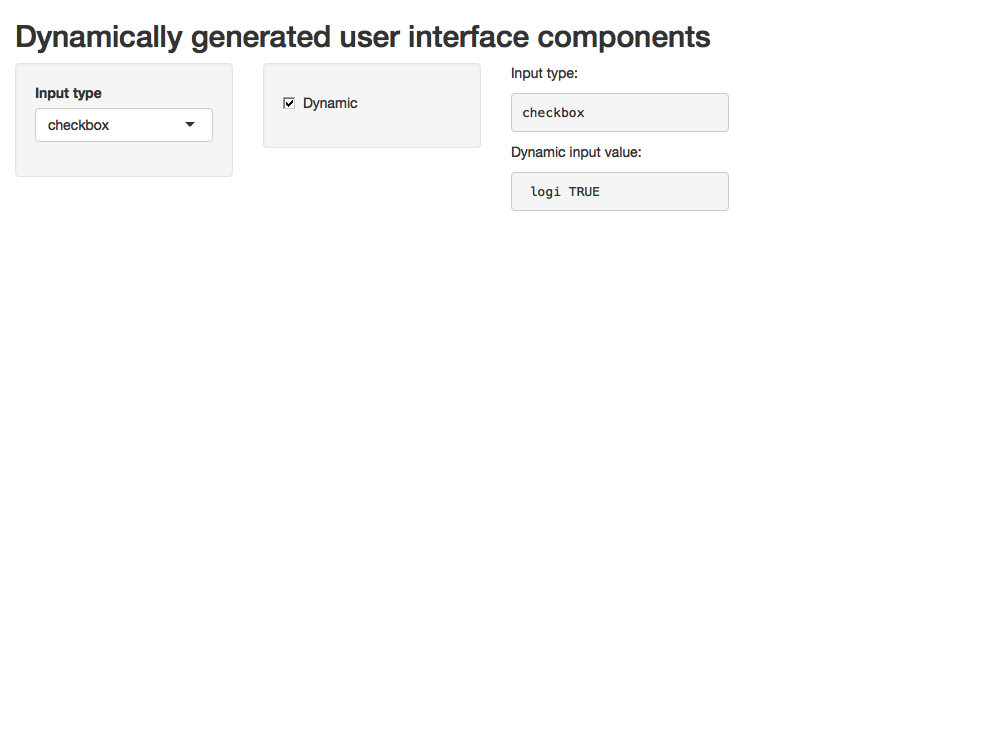 Dynamically generated user interface components
Input type
checkbox
Dynamic
Input type:
checkbox
Dynamic input value:
logi TRUE